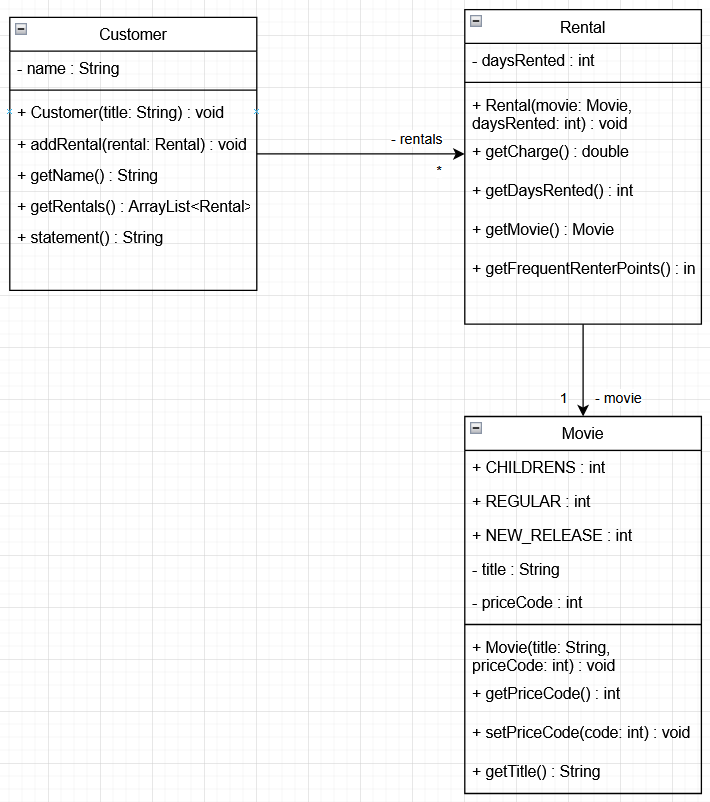 Customer
- name : String
+ Customer(title: String) : void
+ addRental(rental: Rental) : void
+ getName() : String
+ getRentals() : ArrayList<Rental>
+ statement() : String
- rentals
*
Rental
- daysRented : int
+ Rental(movie: Movie,
daysRented: int) : void
+ getCharge() : double
+ getDaysRented() : int
+ getMovie() : Movie
+ getFrequentRenterPoints() : in
1
- movie
Movie
+ CHILDRENS : int
+ REGULAR : int
+ NEW_RELEASE : int
- title : String
- priceCode : int
+ Movie(title: String,
priceCode: int) : void
+ getPriceCode() : int
+ setPriceCode(code: int) : void
+ getTitle() : String